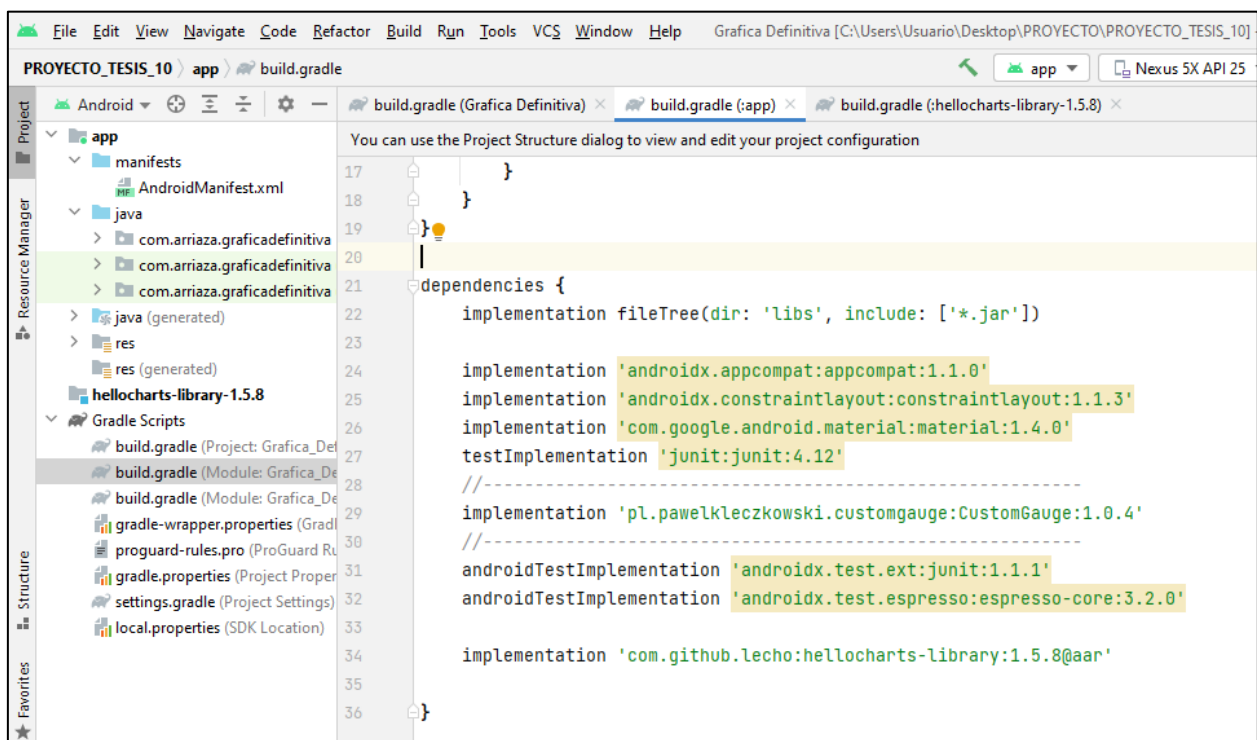 File Edit View Navigate Code Refactor Build Run Tools VCS Window Help Grafica Definitiva [C:\Users\Usuario\Desktop\PROYECTO\PROYECTO_TESIS_10] -
PROYECTO_TESIS_10 〉 app 〉 build.gradle
app
Nexus 5X API 25
Project
Resource Manager
Structure
Favorites
Android
app
manifests
MF AndroidManifest.xml
java
com.arriaza.graficadefinitiva
com.arriaza.graficadefinitiva
com.arriaza.graficadefinitiva
java (generated)
res
res (generated)
hellocharts-library-1.5.8
Gradle Scripts
build.gradle (Project: Grafica_Def
build.gradle (Module: Grafica_De
build.gradle (Module: Grafica_De
gradle-wrapper.properties (Gradl
proguard-rules.pro (ProGuard Ru
gradle.properties (Project Proper
settings.gradle (Project Settings)
local.properties (SDK Location)
build.gradle (Grafica Definitiva) × build.gradle (:app) × build.gradle (:hellocharts-library-1.5.8) ×
You can use the Project Structure dialog to view and edit your project configuration
17 }
18 }
19 }
20
21 dependencies {
22 implementation fileTree(dir: 'libs', include: ['*.jar'])
23
24 implementation 'androidx.appcompat:appcompat:1.1.0'
25 implementation 'androidx.constraintlayout:constraintlayout:1.1.3'
26 implementation 'com.google.android.material:material:1.4.0'
27 testImplementation 'junit:junit:4.12'
28 //----------------------------------------------------------
29 implementation 'pl.pawelkleczkowski.customgauge:CustomGauge:1.0.4'
30 //----------------------------------------------------------
31 androidTestImplementation 'androidx.test.ext:junit:1.1.1'
32 androidTestImplementation 'androidx.test.espresso:espresso-core:3.2.0'
33
34 implementation 'com.github.lecho:hellocharts-library:1.5.8@aar'
35
36 }